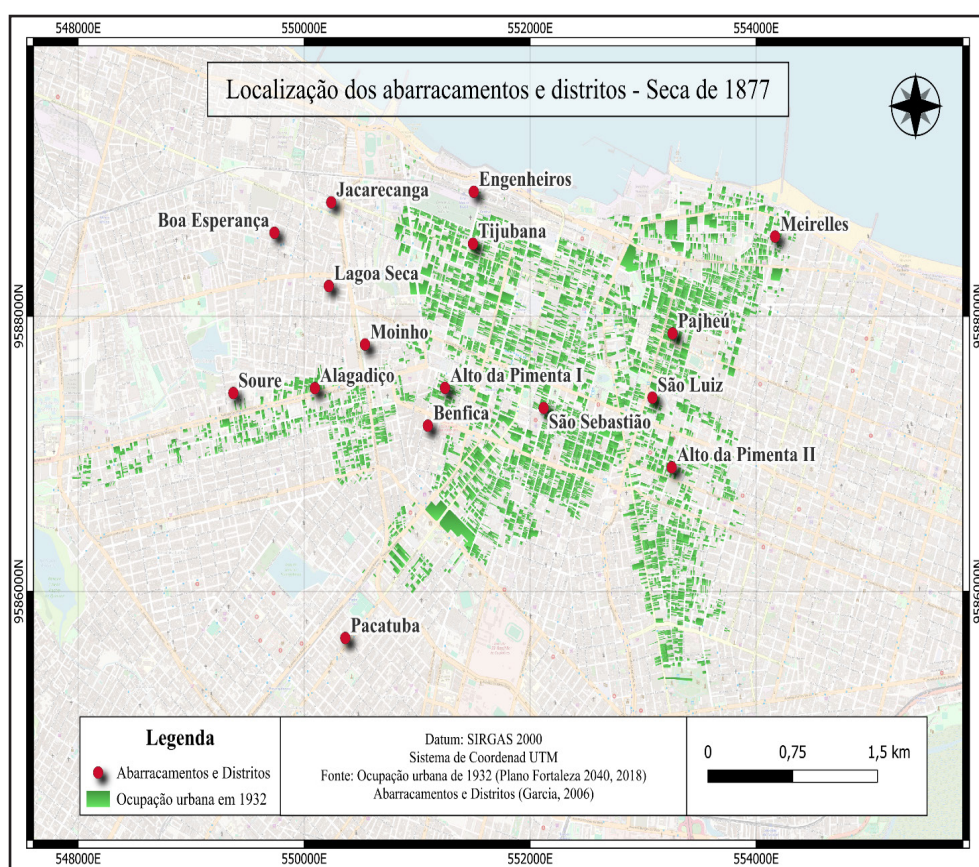 548000E
550000E
552000E
554000E
Localização dos abarracamentos e distritos - Seca de 1877
Engenheiros
Jacarecanga
Boa Esperança
Tijubana
Meirelles
Lagoa Seca
9588000N
9588000N
Pajheú
Moinho
Soure
Alagadiço
Alto da Pimenta I
São Luiz
Benfica
São Sebastião
Alto da Pimenta II
9586000N
9586000N
Pacatuba
Legenda
Abarracamentos e Distritos
Ocupação urbana em 1932
Datum: SIRGAS 2000
Sistema de Coordenad UTM
Fonte: Ocupação urbana de 1932 (Plano Fortaleza 2040, 2018)
Abarracamentos e Distritos (Garcia, 2006)
0 0,75 1,5 km
548000E
550000E
552000E
554000E